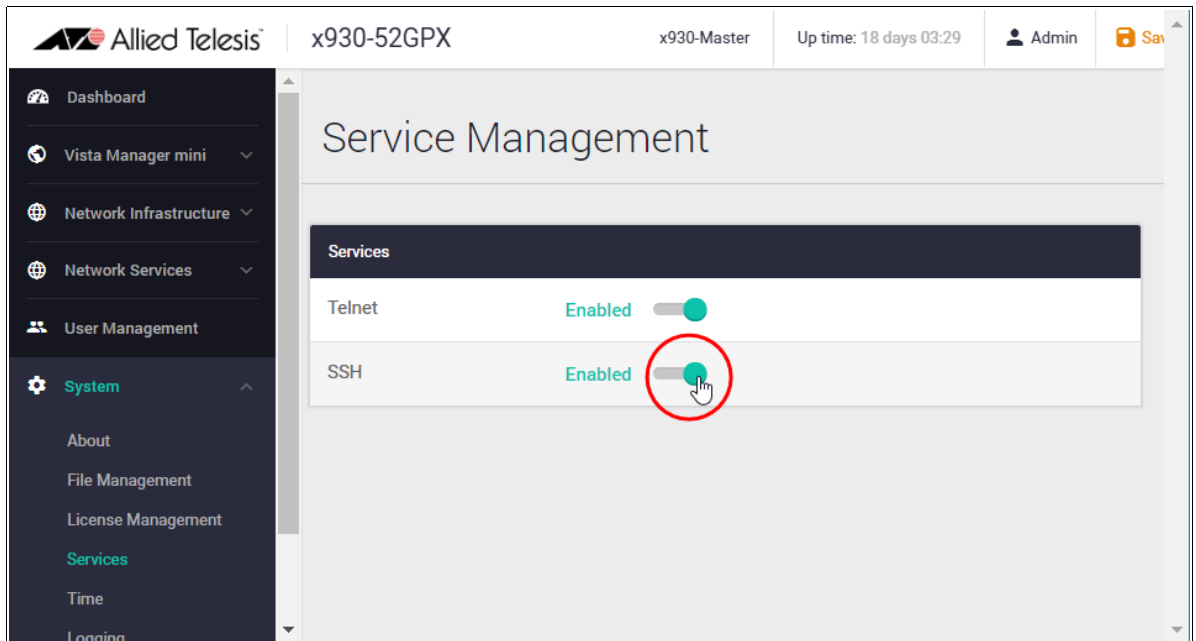 Allied Telesis
x930-52GPX
x930-Master
Up time: 18 days 03:29
Admin
Sav
Dashboard
Vista Manager mini
Network Infrastructure
Network Services
User Management
System
About
File Management
License Management
Services
Time
Logging
Service Management
Services
Telnet Enabled
SSH Enabled